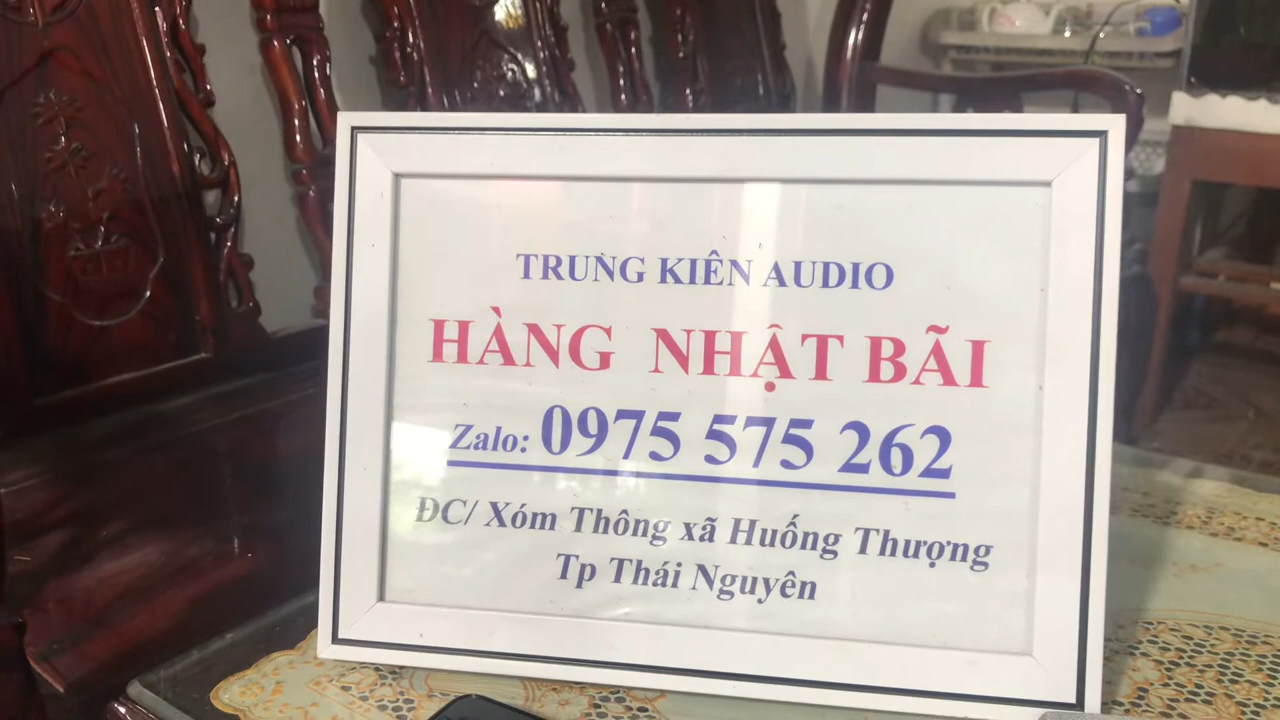 TRUNG KIÊN AUDIO
HÀNG NHẬT BÃI
Zalo: 0975 575 262
ĐC/ Xóm Thông xã Huống Thượng
Tp Thái Nguyên